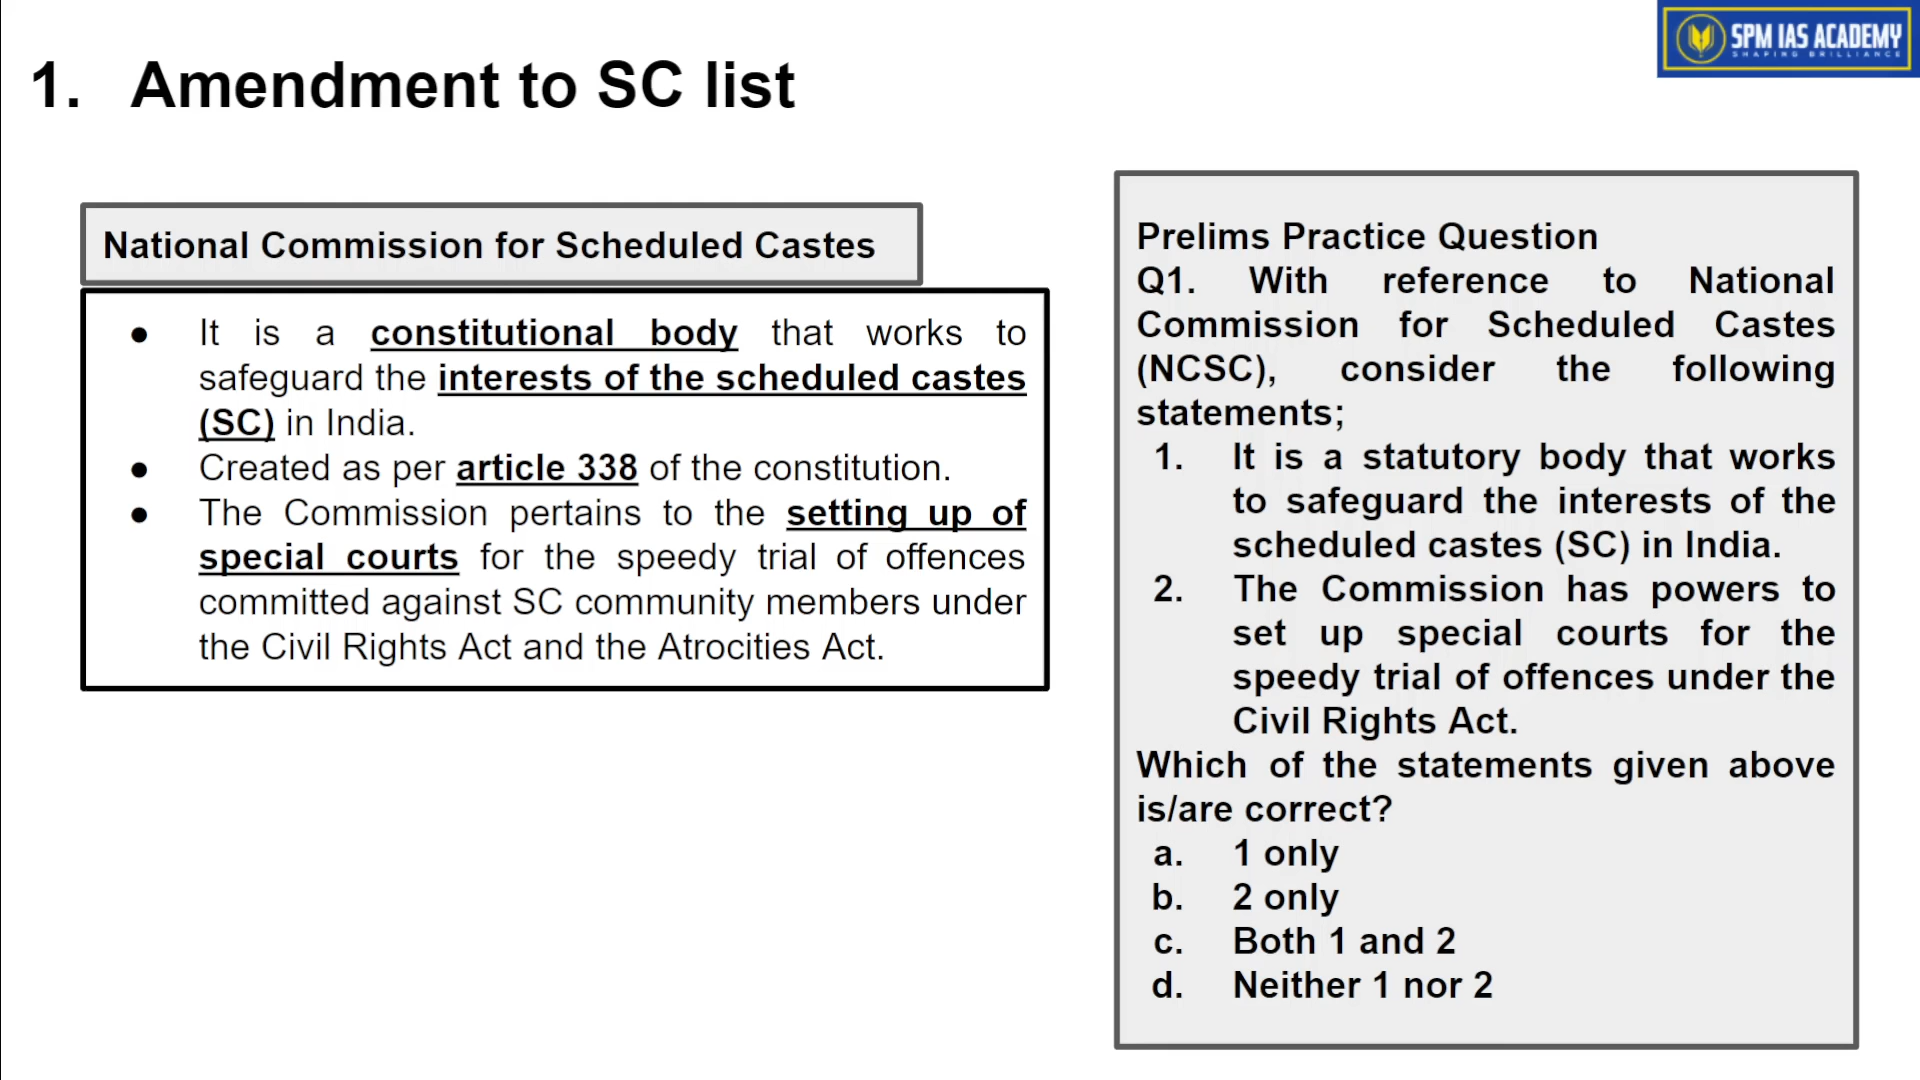 SPM IAS ACADEMY
SHAPING BRILLIANCE
1. Amendment to SC list
National Commission for Scheduled Castes
● It is a constitutional body that works to
safeguard the interests of the scheduled castes
(SC) in India.
● Created as per article 338 of the constitution.
● The Commission pertains to the setting up of
special courts for the speedy trial of offences
committed against SC community members under
the Civil Rights Act and the Atrocities Act.
Prelims Practice Question
Q1. With reference to National
Commission for Scheduled Castes
(NCSC), consider the following
statements;
1. It is a statutory body that works
to safeguard the interests of the
scheduled castes (SC) in India.
2. The Commission has powers to
set up special courts for the
speedy trial of offences under the
Civil Rights Act.
Which of the statements given above
is/are correct?
a. 1 only
b. 2 only
c. Both 1 and 2
d. Neither 1 nor 2